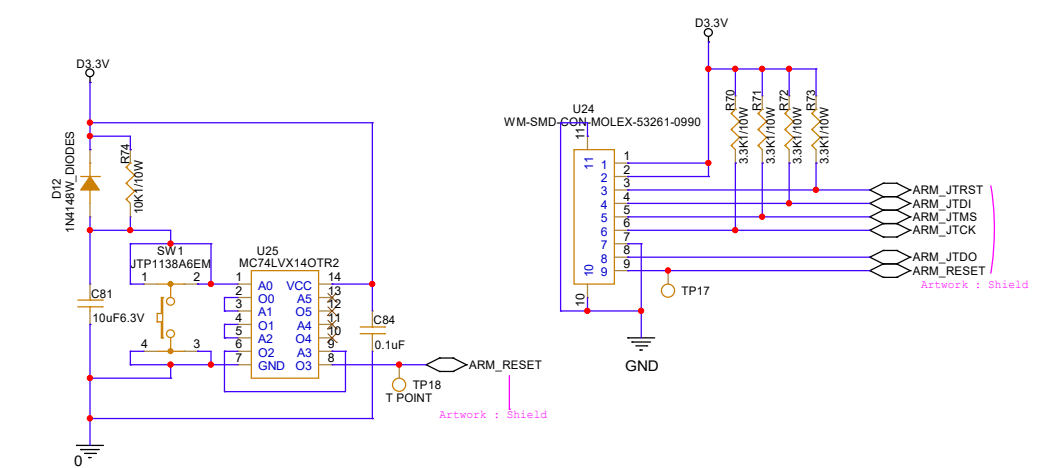 D3.3V
D12
1N4148W_DIODES
R74
10K1/10W
SW1
JTP1138A6EM
1
2
4
3
C81
10uF6.3V
U25
MC74LVX14OTR2
1
2
3
4
5
6
7
A0
O0
A1
O1
A2
O2
GND
VCC
A5
O5
A4
O4
A3
O3
14
13
12
11
10
9
8
C84
0.1uF
ARM_RESET
TP18
T POINT
Artwork : Shield
0
D3.3V
U24
WM-SMD-CON-MOLEX-53261-0990
11
11
10
10
1
2
3
4
5
6
7
8
9
1
2
3
4
5
6
7
8
9
R70
3.3K1/10W
R71
3.3K1/10W
R72
3.3K1/10W
R73
3.3K1/10W
ARM_JTRST
ARM_JTDI
ARM_JTMS
ARM_JTCK
ARM_JTDO
ARM_RESET
Artwork : Shield
TP17
GND